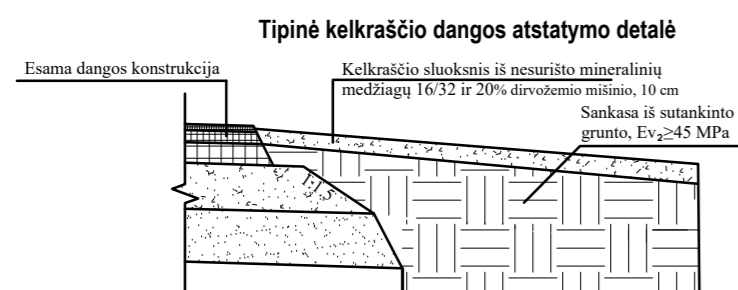 Tipinė kelkraščio dangos atstatymo detalė
Esama dangos konstrukcija
Kelkraščio sluoksnis iš nesurišto mineralinių
medžiagų 16/32 ir 20% dirvožemio mišinio, 10 cm
Sankasa iš sutankinto
grunto, Ev₂≥45 MPa
1:1.5